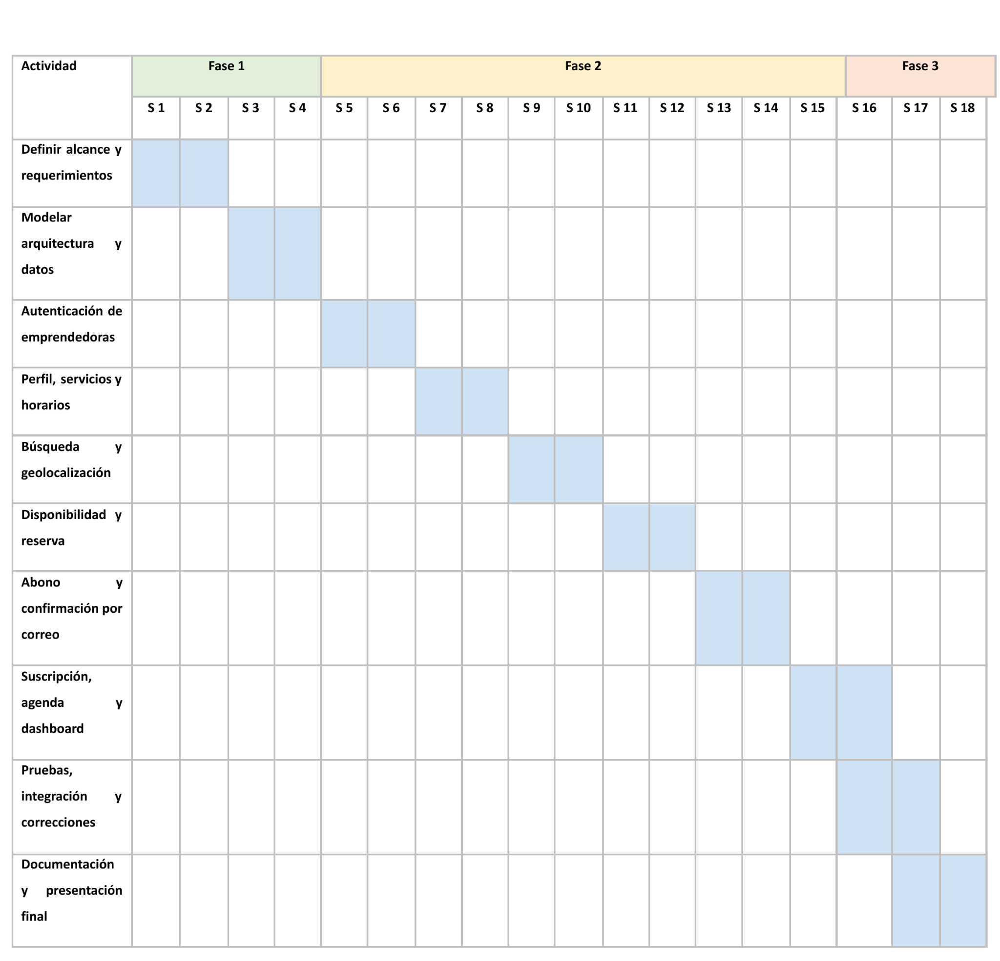 Actividad Fase 1 Fase 2 Fase 3
S 1 S 2 S 3 S 4 S 5 S 6 S 7 S 8 S 9 S 10 S 11 S 12 S 13 S 14 S 15 S 16 S 17 S 18
Definir alcance y
requerimientos
Modelar
arquitectura y
datos
Autenticación de
emprendedoras
Perfil, servicios y
horarios
Búsqueda y
geolocalización
Disponibilidad y
reserva
Abono y
confirmación por
correo
Suscripción,
agenda y
dashboard
Pruebas,
integración y
correcciones
Documentación
y presentación
final